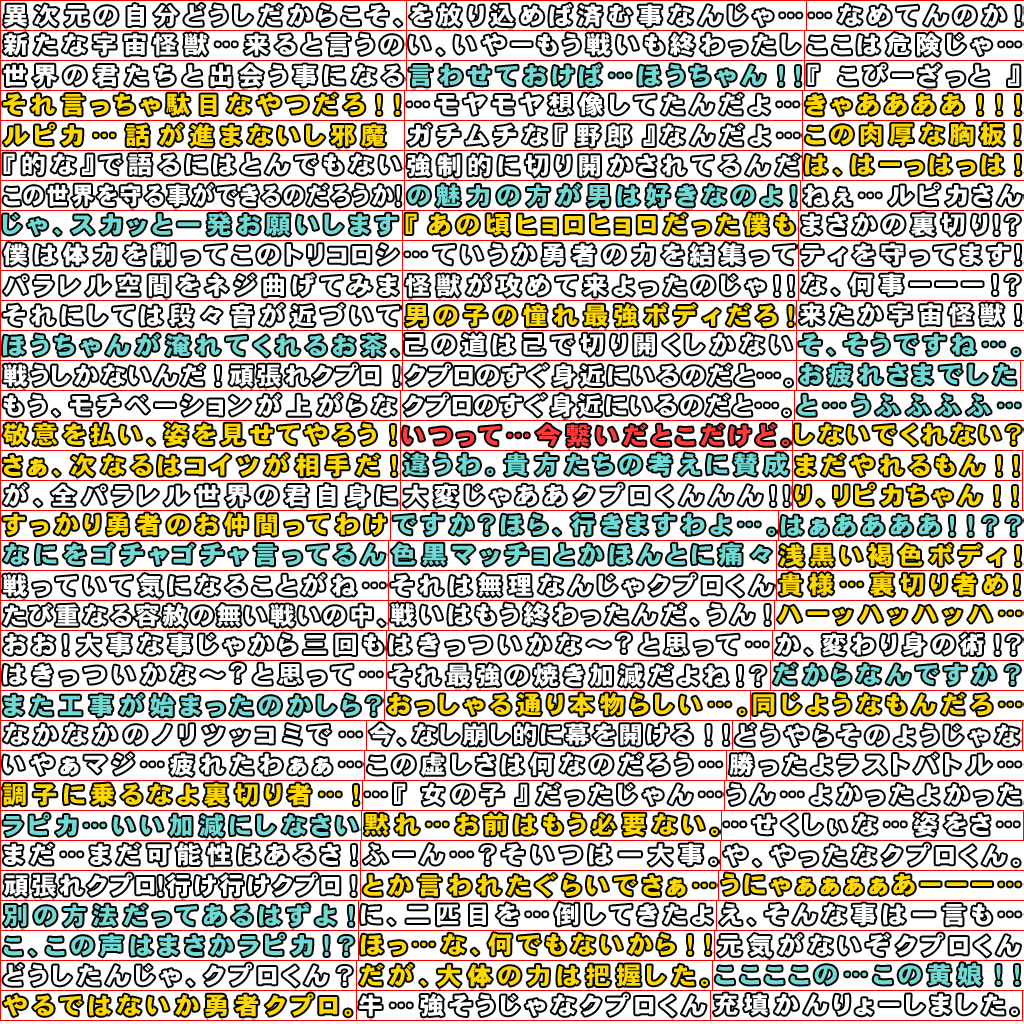 異次元の自分どうしだからこそ、
を放り込めば済む事なんじゃ…
…なめてんのか!
新たな宇宙怪獣…来ると言うの
い、いやーもう戦いも終わったし
ここは危険じゃ…
世界の君たちと出会う事になる
言わせておけば…ほうちゃん!!
『こぴーざっと』
それ言っちゃ駄目なやつだろ!!
…モヤモヤ想像してたんだよ…
きゃああああ!!!
ルピカ…話が進まないし邪魔
ガチムチな『野郎』なんだよ…
この肉厚な胸板!
『的な』で語るにはとんでもない
強制的に切り開かされてるんだ
は、はーっはっは!
この世界を守る事ができるのだろうか!
の魅力の方が男は好きなのよ!
ねぇ…ルピカさん
じゃ、スカッと一発お願いします
『あの頃ヒョロヒョロだった僕も
まさかの裏切り!?
僕は体力を削ってこのトリコロシ
…ていうか勇者の力を結集って
ティを守ってます!
パラレル空間をネジ曲げてみま
怪獣が攻めて来よったのじゃ!!
な、何事ーーー!?
それにしては段々音が近づいて
男の子の憧れ最強ボディだろ!
来たか宇宙怪獣!
ほうちゃんが淹れてくれるお茶、
己の道は己で切り開くしかない
そ、そうですね…。
戦うしかないんだ!頑張れクプロ!
クプロのすぐ身近にいるのだと…。
お疲れさまでした
もう、モチベーションが上がらな
クプロのすぐ身近にいるのだと…。
と…うふふふふ…
敬意を払い、姿を見せてやろう!
いつって…今繋いだとこだけど。
しないでくれない?
さぁ、次なるはコイツが相手だ!
違うわ。貴方たちの考えに賛成
まだやれるもん!!
が、全パラレル世界の君自身に
大変じゃああクプロくんんん!!
り、リピカちゃん!!
すっかり勇者のお仲間ってわけ
ですか?ほら、行きますわよ…。
はぁああああ!!??
なにをゴチャゴチャ言ってるん
色黒マッチョとかほんとに痛々
浅黒い褐色ボディ!
戦っていて気になることがね…
それは無理なんじゃクプロくん
貴様…裏切り者め!
たび重なる容赦の無い戦いの中、
戦いはもう終わったんだ、うん!
ハーッハッハッハ…
おお!大事な事じゃから三回も
はきっついかな～?と思って…
か、変わり身の術!?
はきっついかな～?と思って…
それ最強の焼き加減だよね!?
だからなんですか?
また工事が始まったのかしら?
おっしゃる通り本物らしい…。
同じようなもんだろ…
なかなかのノリツッコミで…
今、なし崩し的に幕を開ける!!
どうやらそのようじゃな
いやぁマジ…疲れたわぁぁ…
この虚しさは何なのだろう…
勝ったよラストバトル…
調子に乗るなよ裏切り者…!
…『女の子』だったじゃん…
うん…よかったよかった
ラピカ…いい加減にしなさい
黙れ…お前はもう必要ない。
…せくしぃな…姿をさ…
まだ…まだ可能性はあるさ!
ふーん…?そいつは一大事。
や、やったなクプロくん。
頑張れクプロ!行け行けクプロ!
とか言われたぐらいでさぁ…
うにゃぁぁぁぁあーーー…
別の方法だってあるはずよ!
に、二匹目を…倒してきたよ
え、そんな事は一言も…
こ、この声はまさかラピカ!?
ほっ…な、何でもないから!!
元気がないぞクプロくん
どうしたんじゃ、クプロくん?
だが、大体の力は把握した。
ここここの…この黄娘!!
やるではないか勇者クプロ。
牛…強そうじゃなクプロくん
充填かんりょーしました。